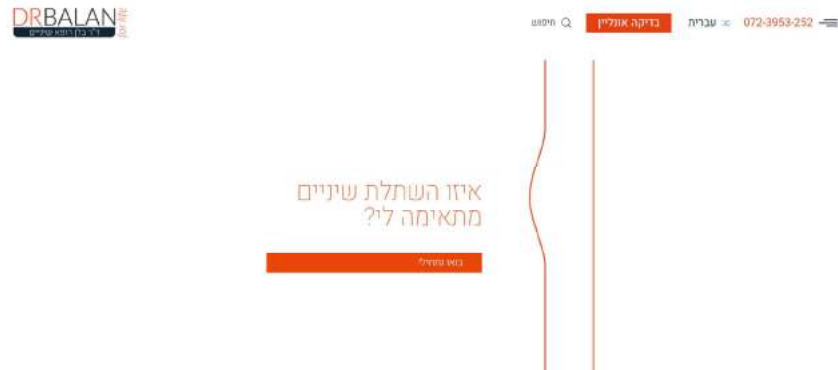 DRBALAN
ד"ר בלן רופא שיניים
חיפוש
בדיקה אונליין
עברית
072-3953-252
איזו השתלת שיניים
מתאימה לי?
בואו נתחיל